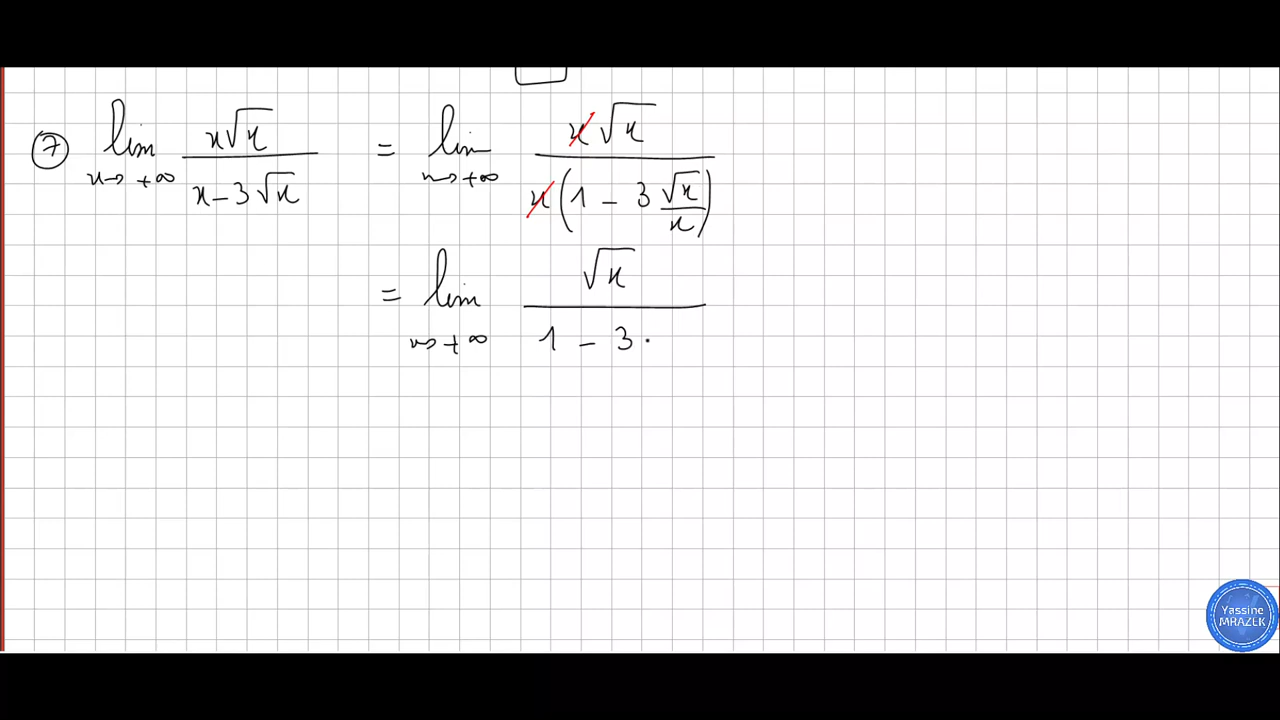 ⑦ lim x→+∞ x√x / (x – 3√x) = lim x→+∞ x√x / (x(1 – 3 √x/x))
= lim x→+∞ √x / (1 – 3 ·
Yassine
MRAZEK